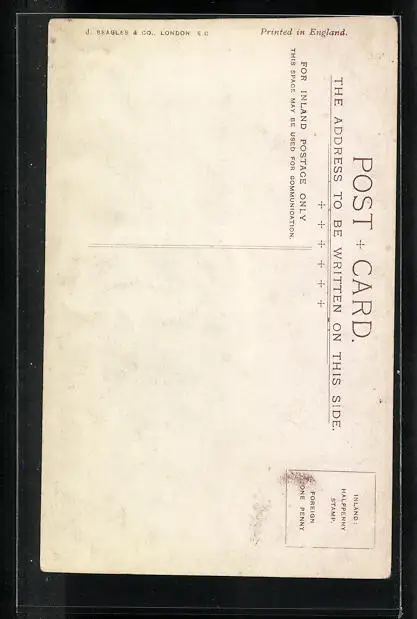 POST + CARD.
THE ADDRESS TO BE WRITTEN ON THIS SIDE.
FOR INLAND POSTAGE ONLY
THIS SPACE MAY BE USED FOR COMMUNICATION.
INLAND:
HALFPENNY
STAMP.
FOREIGN
ONE PENNY
J. BEAGLES & CO., LONDON. E.C
Printed in England.